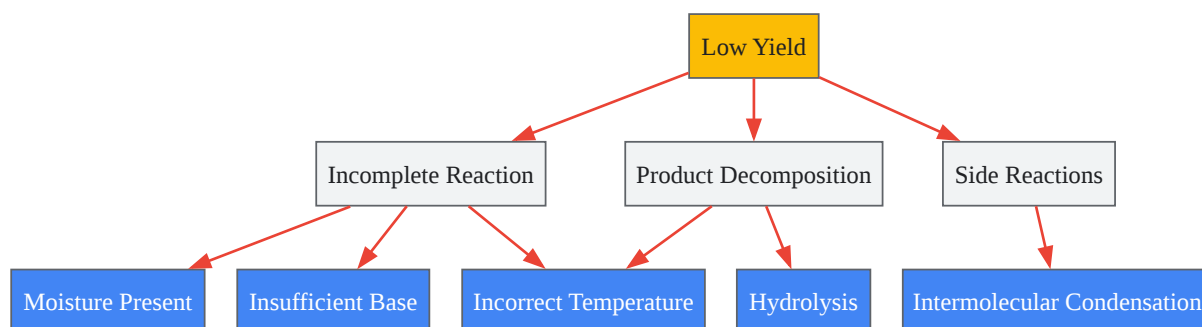 Low Yield
Incomplete Reaction
Product Decomposition
Side Reactions
Moisture Present
Insufficient Base
Incorrect Temperature
Hydrolysis
Intermolecular Condensation